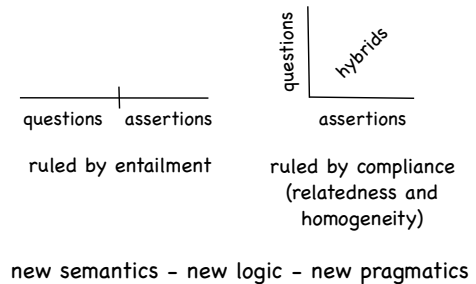 questions
hybrids
questions assertions
assertions
ruled by entailment
ruled by compliance
(relatedness and
homogeneity)
new semantics - new logic - new pragmatics